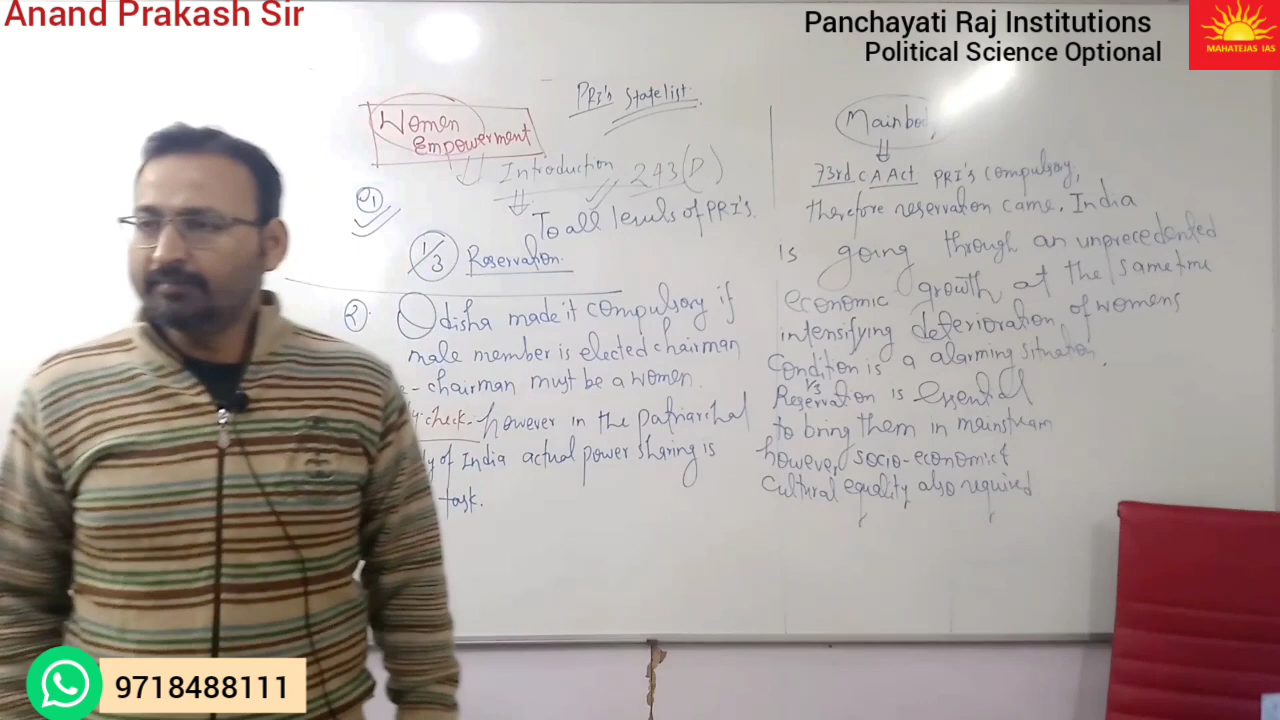 Anand Prakash Sir
Panchayati Raj Institutions
Political Science Optional
MAHATEJAS IAS
PRI's Statelist.
Women
Empowerment
Introduction 243(D)
To all levels of PRI's.
1/3 Reservation.
Odisha made it compulsory if
male member is elected chairman
- chairman must be a women.
check - however in the patriarchal
of India actual power sharing is
task.
Main
73rd CA Act PRI's compulsory,
therefore reservation came. India
is going through an unprecedented
economic growth at the same time
intensifying deterioration of womens
condition is a alarming situation.
1/3
Reservation is essential
to bring them in mainstream
however, socio-economic &
cultural equality also required
9718488111